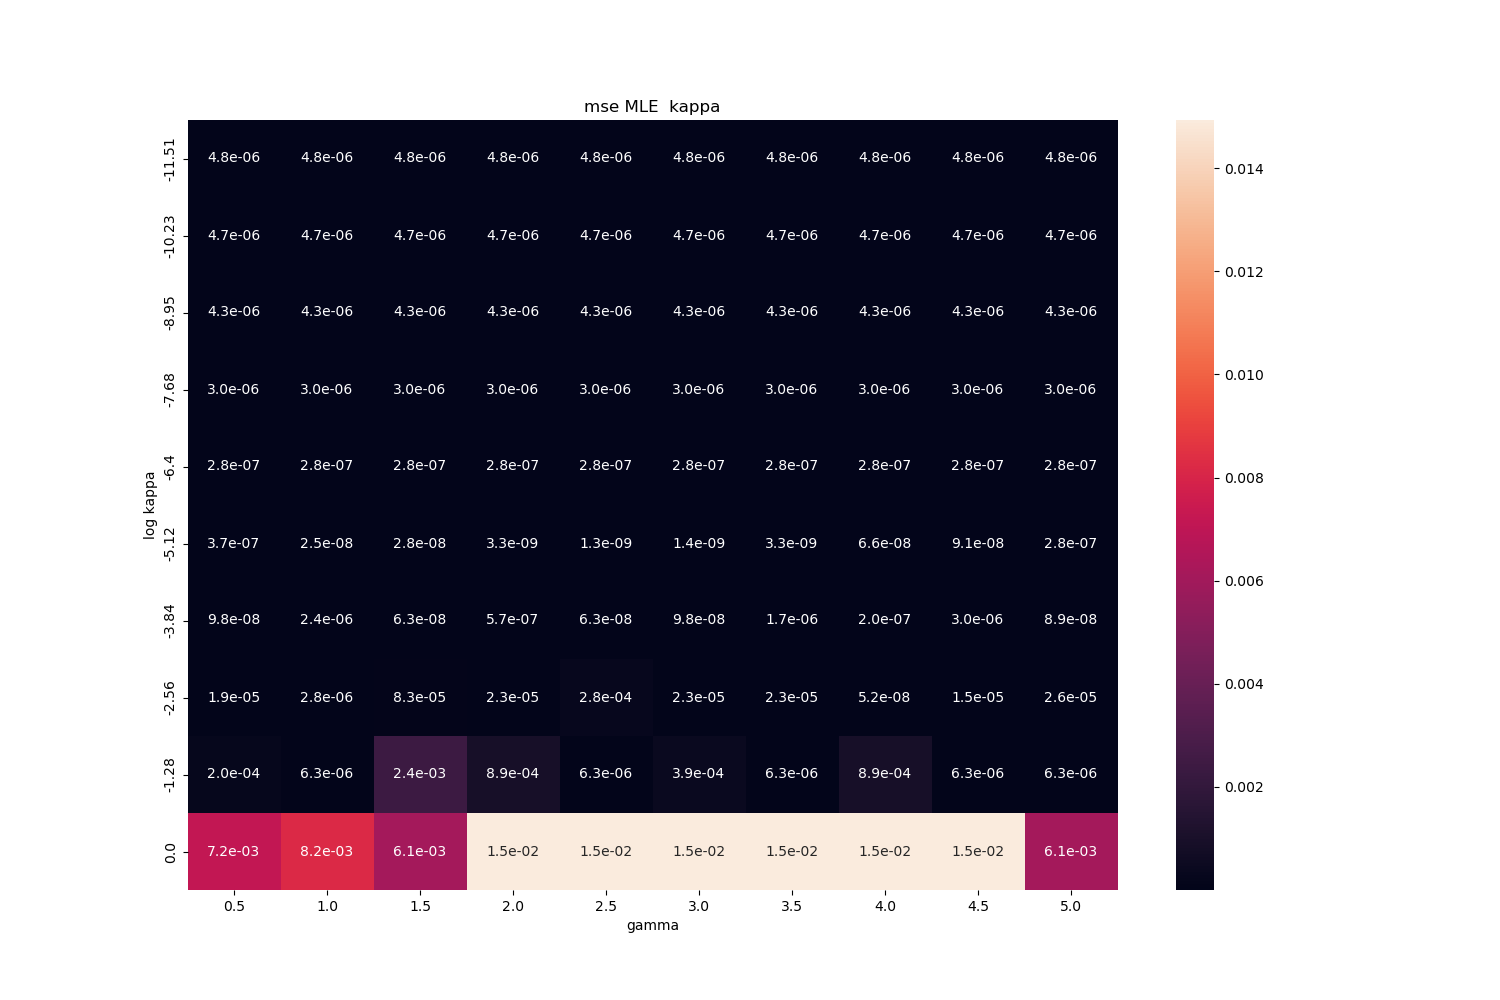 mse MLE  kappa
-11.51 4.8e-06 4.8e-06 4.8e-06 4.8e-06 4.8e-06 4.8e-06 4.8e-06 4.8e-06 4.8e-06 4.8e-06
-10.23 4.7e-06 4.7e-06 4.7e-06 4.7e-06 4.7e-06 4.7e-06 4.7e-06 4.7e-06 4.7e-06 4.7e-06
-8.95 4.3e-06 4.3e-06 4.3e-06 4.3e-06 4.3e-06 4.3e-06 4.3e-06 4.3e-06 4.3e-06 4.3e-06
-7.68 3.0e-06 3.0e-06 3.0e-06 3.0e-06 3.0e-06 3.0e-06 3.0e-06 3.0e-06 3.0e-06 3.0e-06
-6.4 2.8e-07 2.8e-07 2.8e-07 2.8e-07 2.8e-07 2.8e-07 2.8e-07 2.8e-07 2.8e-07 2.8e-07
-5.12 3.7e-07 2.5e-08 2.8e-08 3.3e-09 1.3e-09 1.4e-09 3.3e-09 6.6e-08 9.1e-08 2.8e-07
-3.84 9.8e-08 2.4e-06 6.3e-08 5.7e-07 6.3e-08 9.8e-08 1.7e-06 2.0e-07 3.0e-06 8.9e-08
-2.56 1.9e-05 2.8e-06 8.3e-05 2.3e-05 2.8e-04 2.3e-05 2.3e-05 5.2e-08 1.5e-05 2.6e-05
-1.28 2.0e-04 6.3e-06 2.4e-03 8.9e-04 6.3e-06 3.9e-04 6.3e-06 8.9e-04 6.3e-06 6.3e-06
0.0 7.2e-03 8.2e-03 6.1e-03 1.5e-02 1.5e-02 1.5e-02 1.5e-02 1.5e-02 1.5e-02 6.1e-03
0.5 1.0 1.5 2.0 2.5 3.0 3.5 4.0 4.5 5.0
gamma
log kappa
0.014
0.012
0.010
0.008
0.006
0.004
0.002